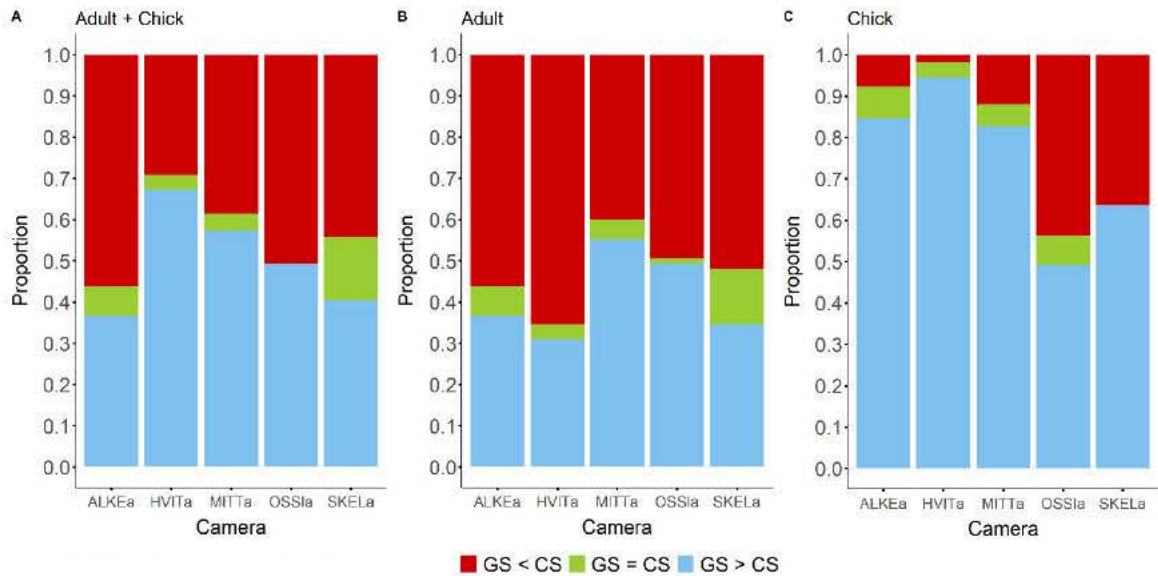 A Adult + Chick
1.0
0.9
0.8
0.7
0.6
0.5
0.4
0.3
0.2
0.1
0.0
Proportion
ALKEa HVITa MITTa OSSIa SKELa
Camera
B Adult
1.0
0.9
0.8
0.7
0.6
0.5
0.4
0.3
0.2
0.1
0.0
Proportion
ALKEa HVITa MITTa OSSIa SKELa
Camera
C Chick
1.0
0.9
0.8
0.7
0.6
0.5
0.4
0.3
0.2
0.1
0.0
Proportion
ALKEa HVITa MITTa OSSIa SKELa
Camera
GS < CS GS = CS GS > CS